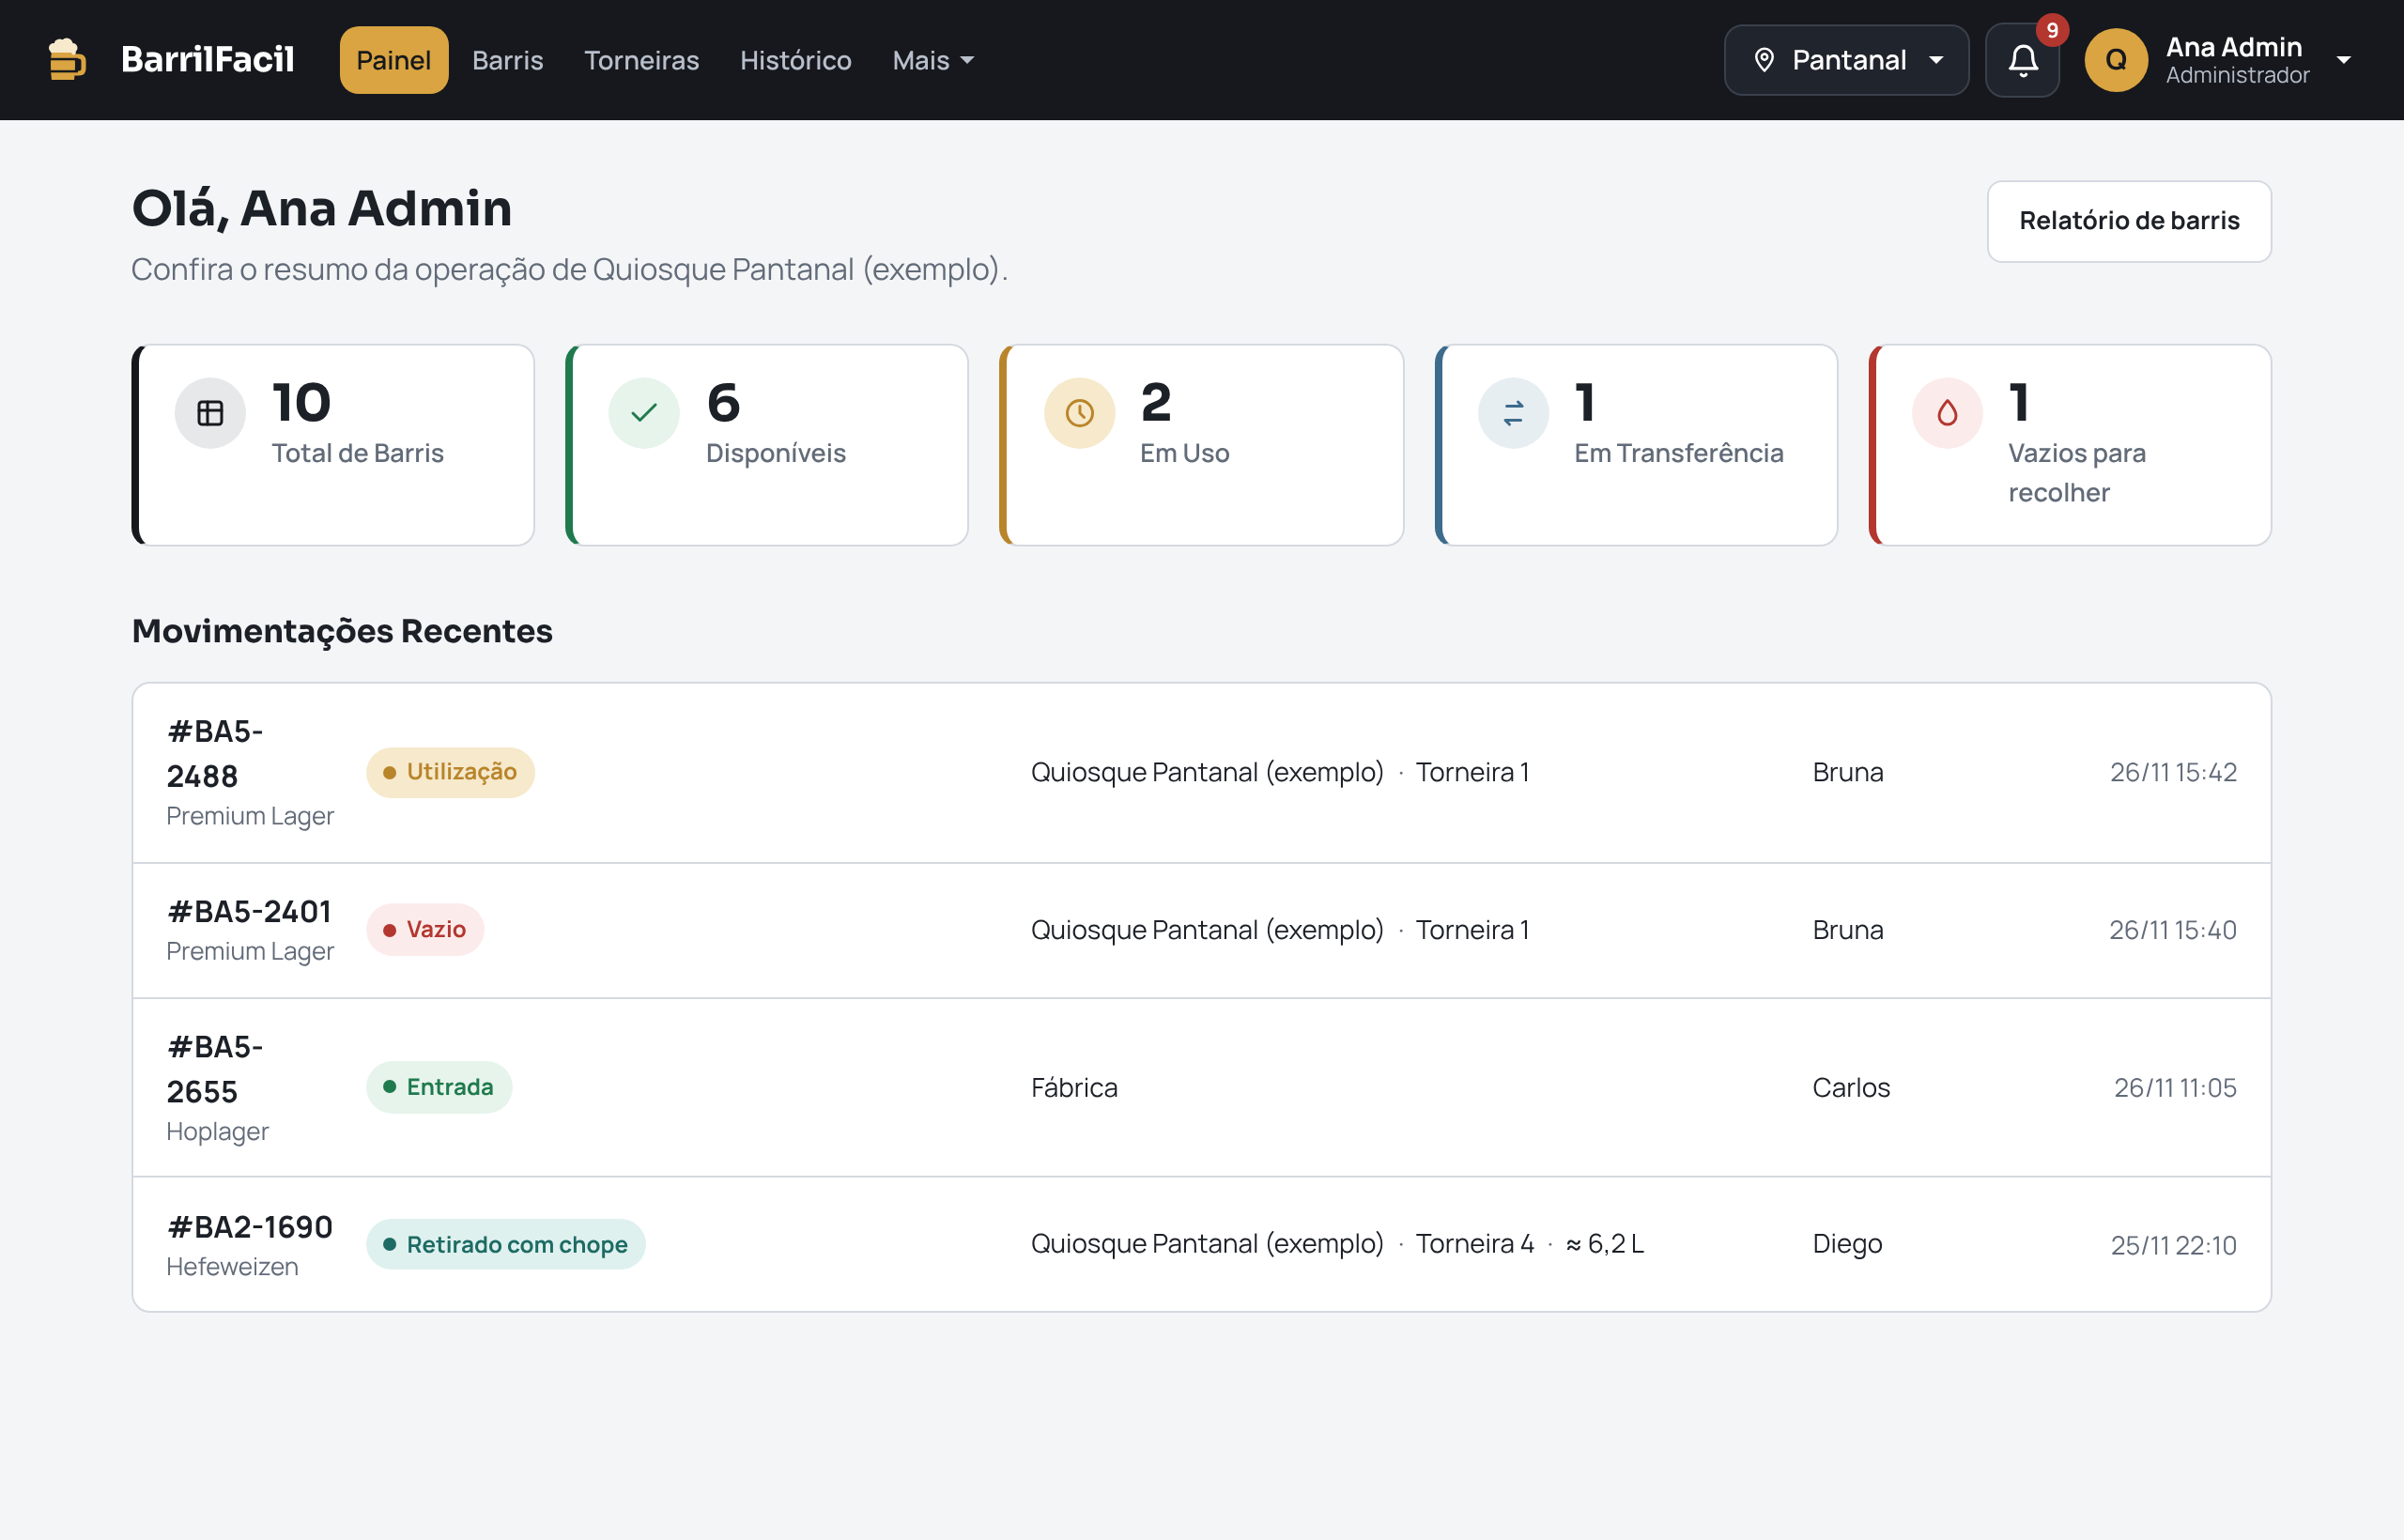 BarrilFacil Painel Barris Torneiras Histórico Mais Pantanal 9 Q Ana Admin
Administrador
Olá, Ana Admin
Relatório de barris
Confira o resumo da operação de Quiosque Pantanal (exemplo).
10
Total de Barris
6
Disponíveis
2
Em Uso
1
Em Transferência
1
Vazios para
recolher
Movimentações Recentes
#BA5-
2488
Premium Lager
Utilização
Quiosque Pantanal (exemplo) · Torneira 1
Bruna
26/11 15:42
#BA5-2401
Premium Lager
Vazio
Quiosque Pantanal (exemplo) · Torneira 1
Bruna
26/11 15:40
#BA5-
2655
Hoplager
Entrada
Fábrica
Carlos
26/11 11:05
#BA2-1690
Hefeweizen
Retirado com chope
Quiosque Pantanal (exemplo) · Torneira 4 · ≈ 6,2 L
Diego
25/11 22:10